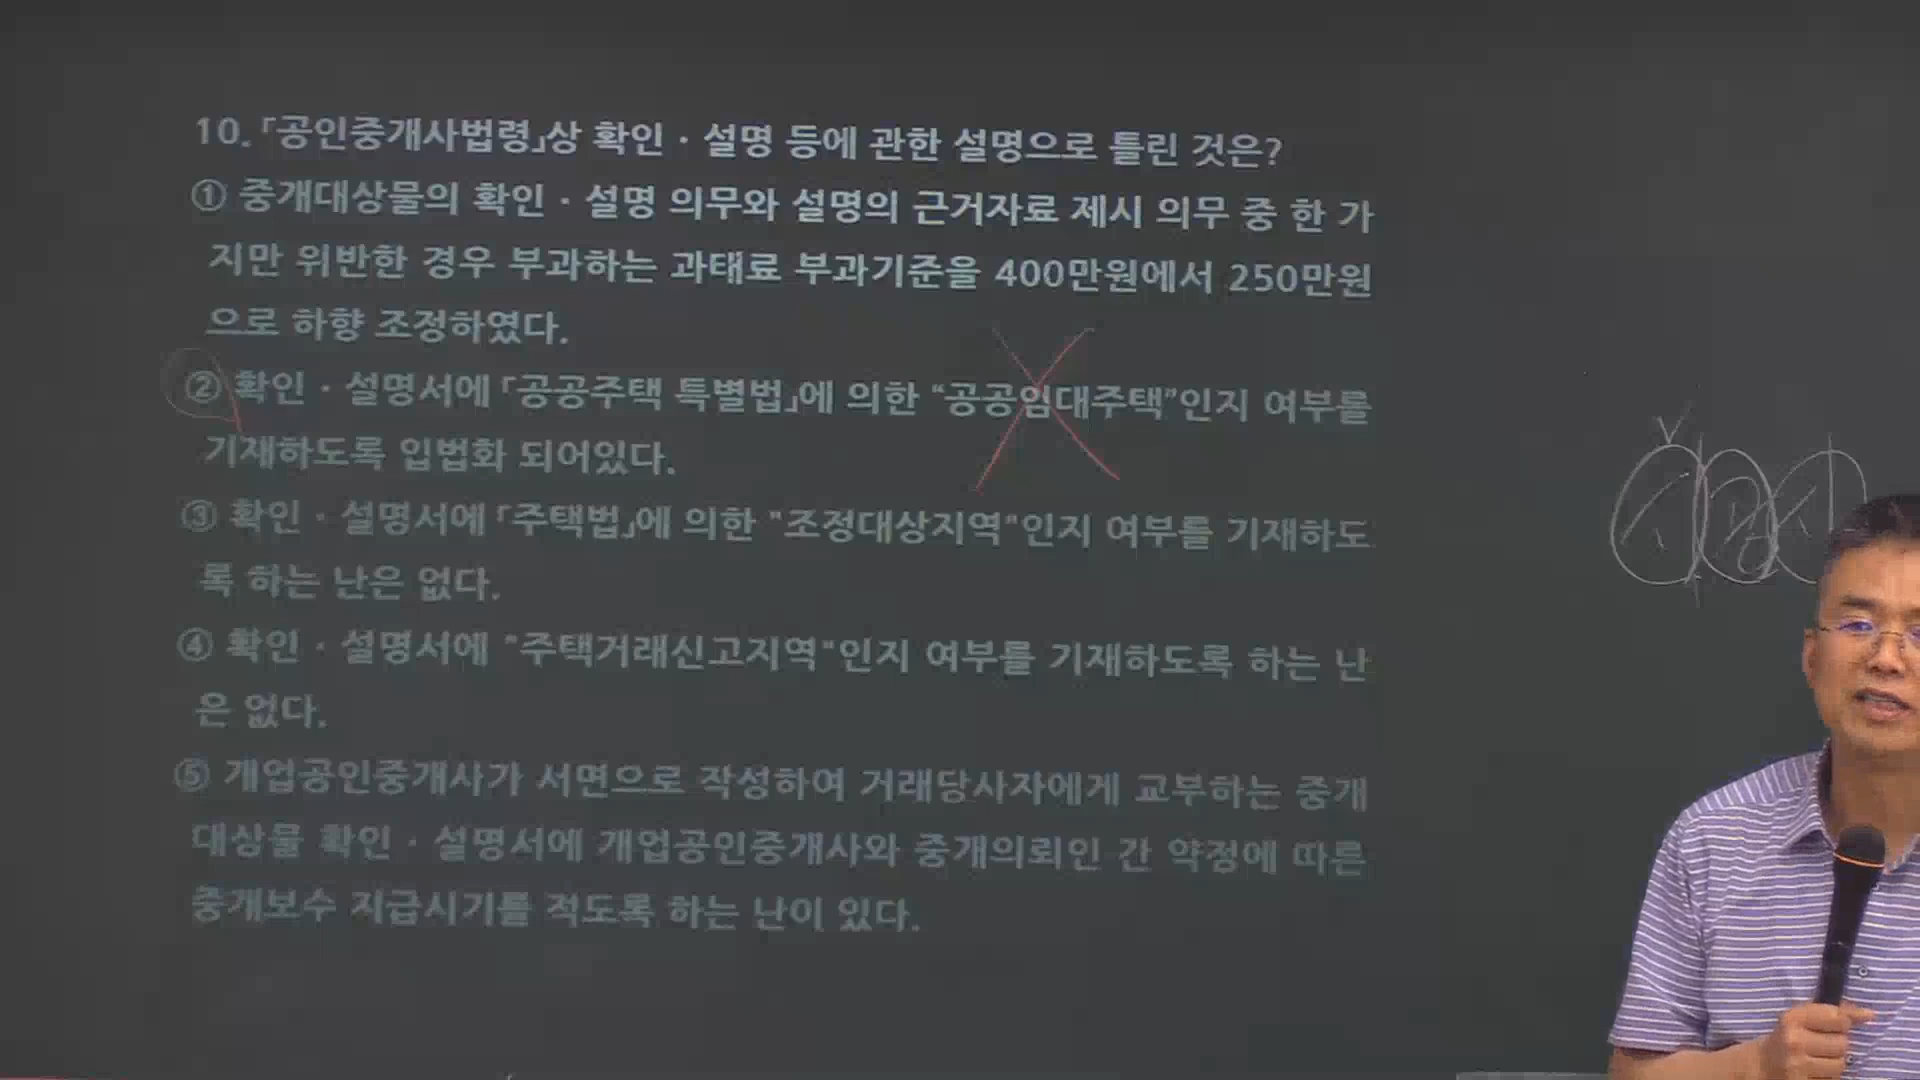 10. 「공인중개사법령」상 확인 · 설명 등에 관한 설명으로 틀린 것은?
① 중개대상물의 확인 · 설명 의무와 설명의 근거자료 제시 의무 중 한 가
지만 위반한 경우 부과하는 과태료 부과기준을 400만원에서 250만원
으로 하향 조정하였다.
② 확인 · 설명서에 「공공주택 특별법」에 의한 “공공임대주택”인지 여부를
기재하도록 입법화 되어있다.
③ 확인 · 설명서에 「주택법」에 의한 "조정대상지역"인지 여부를 기재하도
록 하는 난은 없다.
④ 확인 · 설명서에 "주택거래신고지역"인지 여부를 기재하도록 하는 난
은 없다.
⑤ 개업공인중개사가 서면으로 작성하여 거래당사자에게 교부하는 중개
대상물 확인 · 설명서에 개업공인중개사와 중개의뢰인 간 약정에 따른
중개보수 지급시기를 적도록 하는 난이 있다.